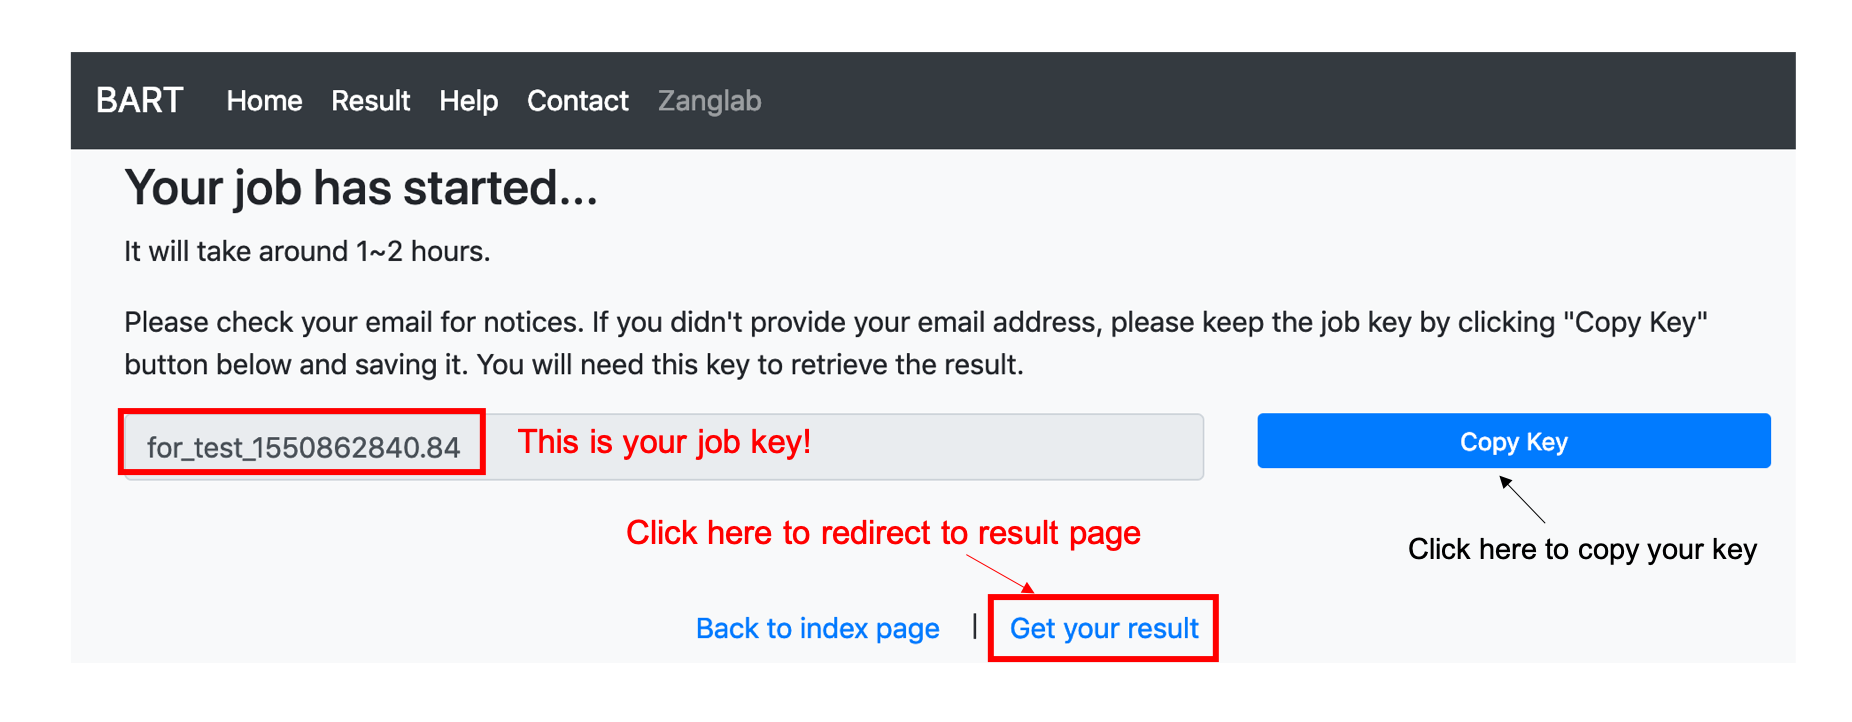 BART Home Result Help Contact Zanglab
Your job has started...
It will take around 1~2 hours.
Please check your email for notices. If you didn't provide your email address, please keep the job key by clicking "Copy Key"
button below and saving it. You will need this key to retrieve the result.
for_test_1550862840.84 This is your job key! Copy Key
Click here to redirect to result page
Click here to copy your key
Back to index page | Get your result